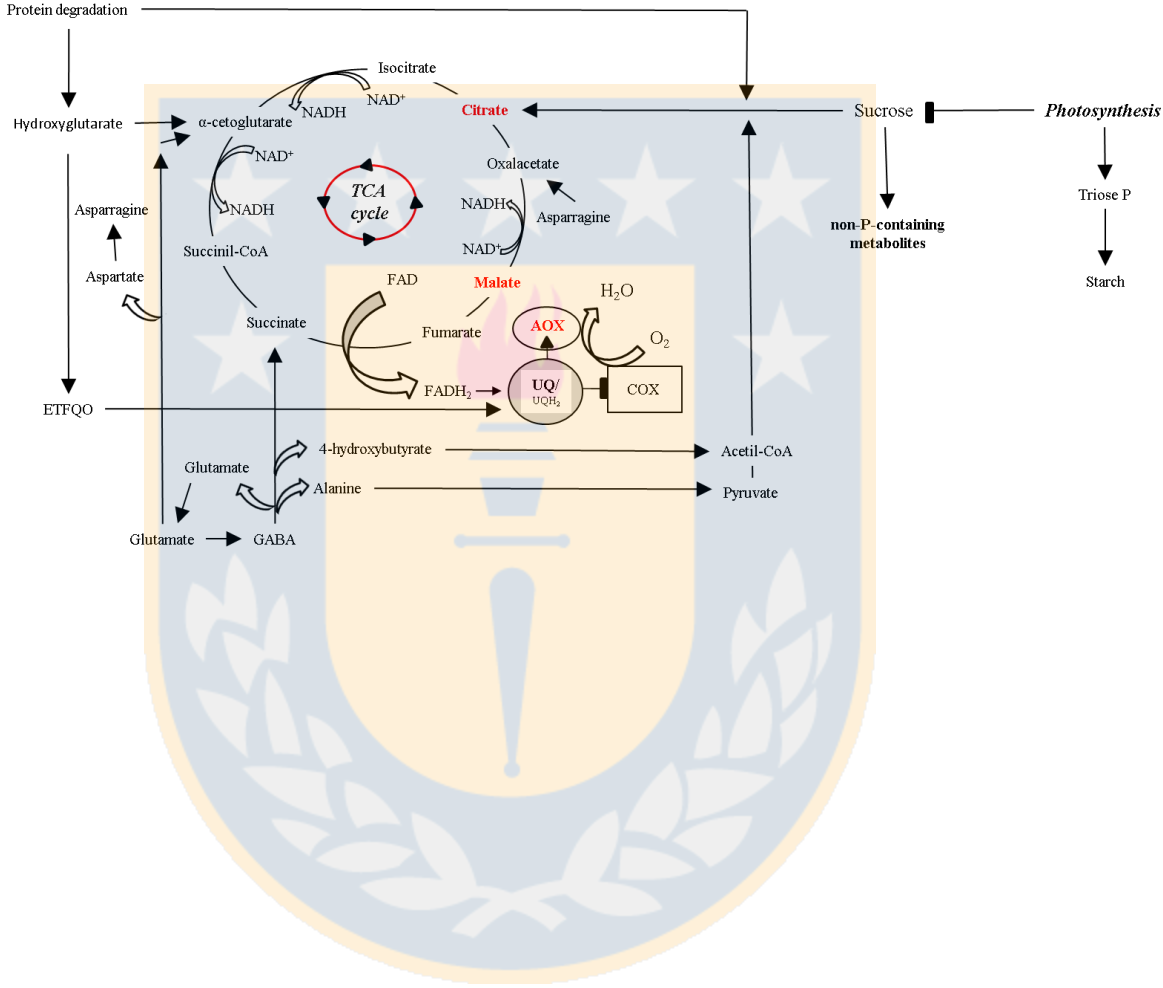 Protein degradation
Isocitrate
NAD+
NADH
Citrate
Sucrose
Photosynthesis
Hydroxyglutarate
α-cetoglutarate
NAD+
Oxalacetate
TCA
cycle
Triose P
NADH
NADH
Asparragine
Asparragine
non-P-containing
metabolites
Succinil-CoA
NAD+
Aspartate
FAD
Malate
H2O
Starch
Succinate
Fumarate
AOX
O2
FADH2
UQ/
UQH2
COX
ETFQO
4-hydroxybutyrate
Acetil-CoA
Glutamate
Alanine
Pyruvate
Glutamate
GABA